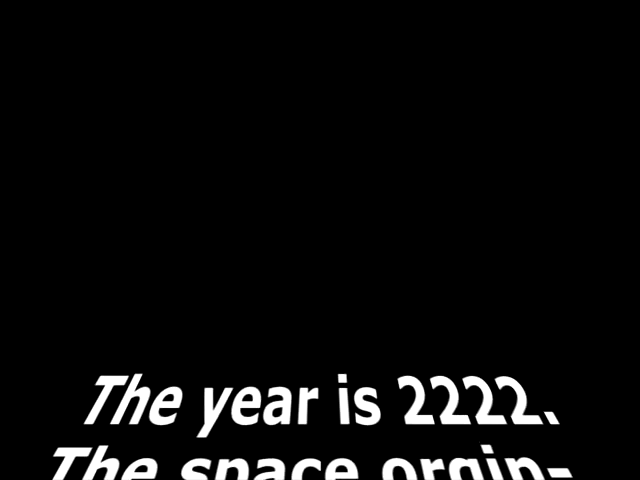 The year is 2222.
The space orgin-